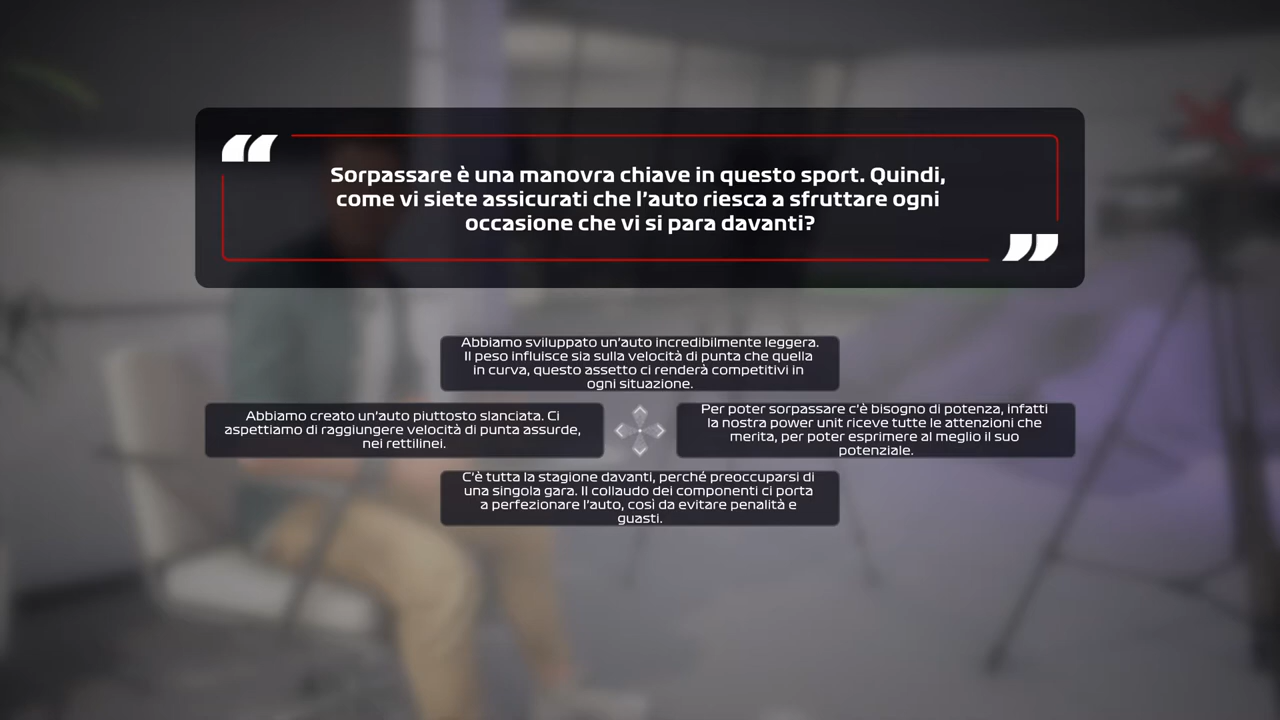 Sorpassare è una manovra chiave in questo sport. Quindi,
come vi siete assicurati che l'auto riesca a sfruttare ogni
occasione che vi si para davanti?
Abbiamo sviluppato un'auto incredibilmente leggera.
Il peso influisce sia sulla velocità di punta che quella
in curva, questo assetto ci renderà competitivi in
ogni situazione.
Abbiamo creato un'auto piuttosto slanciata. Ci
aspettiamo di raggiungere velocità di punta assurde,
nei rettilinei.
Per poter sorpassare c'è bisogno di potenza, infatti
la nostra power unit riceve tutte le attenzioni che
merita, per poter esprimere al meglio il suo
potenziale.
C'è tutta la stagione davanti, perché preoccuparsi di
una singola gara. Il collaudo dei componenti ci porta
a perfezionare l'auto, così da evitare penalità e
guasti.